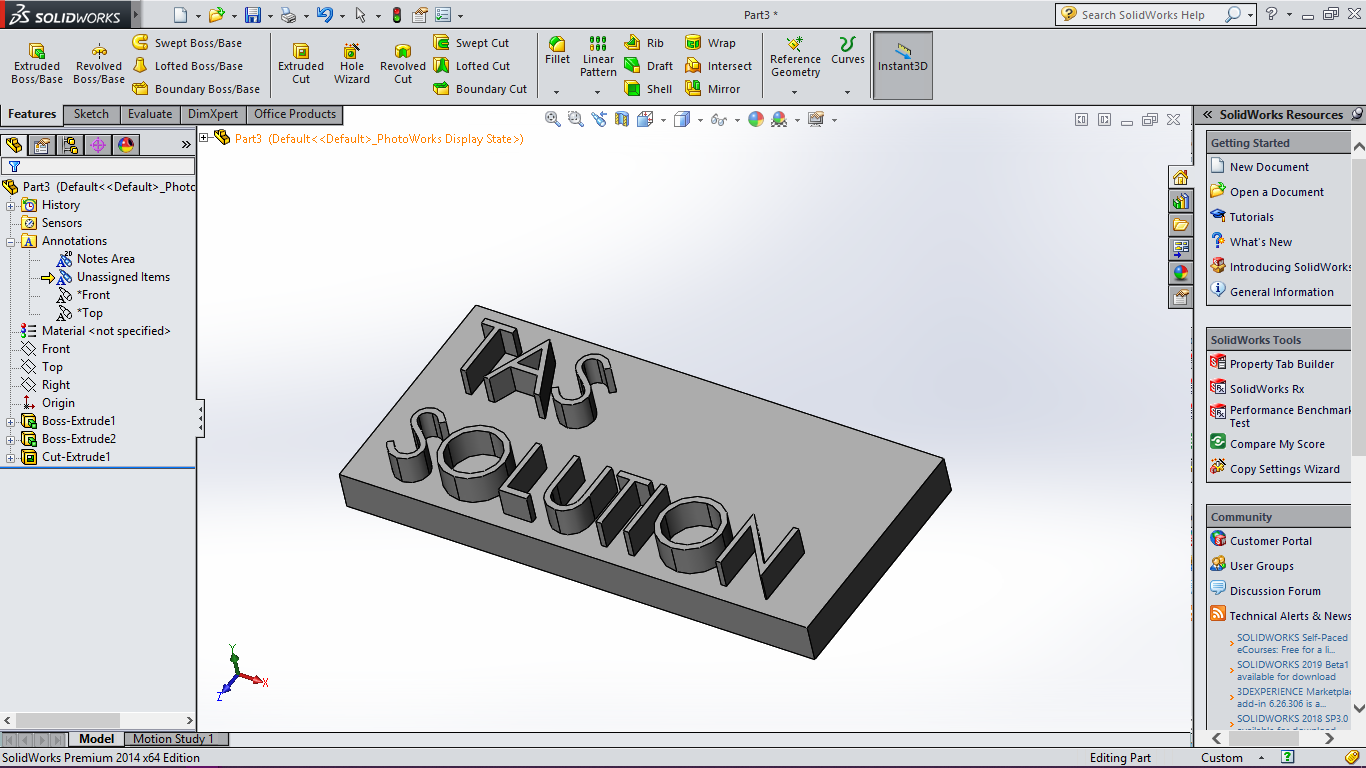 SOLIDWORKS
Part3 *
Search SolidWorks Help
Extruded Boss/Base
Revolved Boss/Base
Swept Boss/Base
Lofted Boss/Base
Boundary Boss/Base
Extruded Cut
Hole Wizard
Revolved Cut
Swept Cut
Lofted Cut
Boundary Cut
Fillet
Linear Pattern
Rib
Draft
Shell
Wrap
Intersect
Mirror
Reference Geometry
Curves
Instant3D
Features
Sketch
Evaluate
DimXpert
Office Products
Part3 (Default<<Default>_Photo
History
Sensors
Annotations
Notes Area
Unassigned Items
*Front
*Top
Material <not specified>
Front
Top
Right
Origin
Boss-Extrude1
Boss-Extrude2
Cut-Extrude1
Part3 (Default<<Default>_PhotoWorks Display State>)
TAS
SOLUTION
Y
X
Z
SolidWorks Resources
Getting Started
New Document
Open a Document
Tutorials
What's New
Introducing SolidWorks
General Information
SolidWorks Tools
Property Tab Builder
SolidWorks Rx
Performance Benchmark
Test
Compare My Score
Copy Settings Wizard
Community
Customer Portal
User Groups
Discussion Forum
Technical Alerts & News
SOLIDWORKS Self-Paced
eCourses: Free for a li...
SOLIDWORKS 2019 Beta1
available for download
3DEXPERIENCE Marketplac
add-in 6.26.306 is a...
SOLIDWORKS 2018 SP3.0
available for download
Model
Motion Study 1
SolidWorks Premium 2014 x64 Edition
Editing Part
Custom